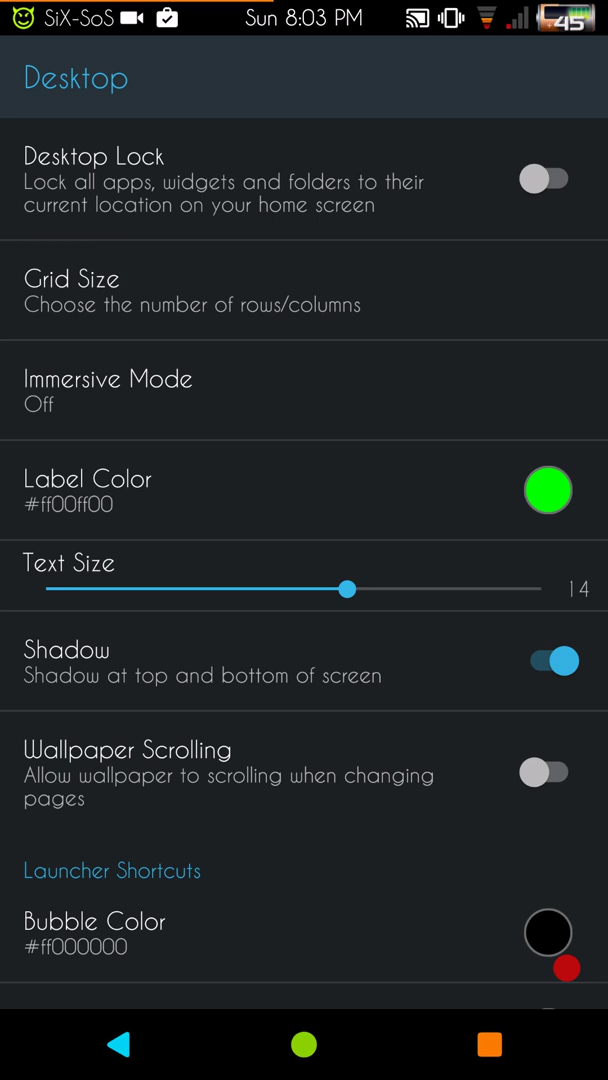 SiX-SoS Sun 8:03 PM 45
Desktop
Desktop Lock
Lock all apps, widgets and folders to their
current location on your home screen
Grid Size
Choose the number of rows/columns
Immersive Mode
Off
Label Color
#ff00ff00
Text Size
14
Shadow
Shadow at top and bottom of screen
Wallpaper Scrolling
Allow wallpaper to scrolling when changing
pages
Launcher Shortcuts
Bubble Color
#ff000000